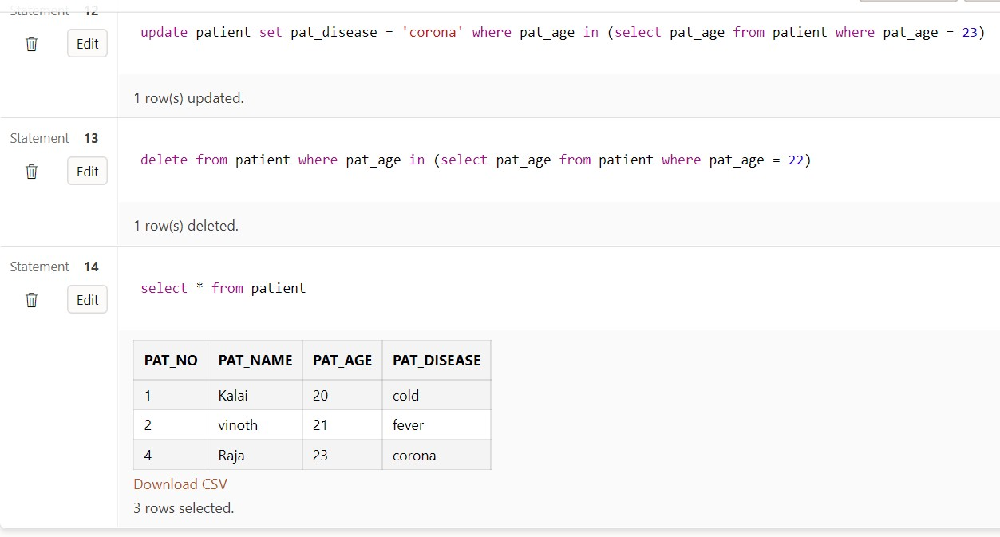 Statement 12
update patient set pat_disease = 'corona' where pat_age in (select pat_age from patient where pat_age = 23)
Edit
1 row(s) updated.
Statement 13
delete from patient where pat_age in (select pat_age from patient where pat_age = 22)
Edit
1 row(s) deleted.
Statement 14
select * from patient
Edit
PAT_NO PAT_NAME PAT_AGE PAT_DISEASE
1 Kalai 20 cold
2 vinoth 21 fever
4 Raja 23 corona
Download CSV
3 rows selected.